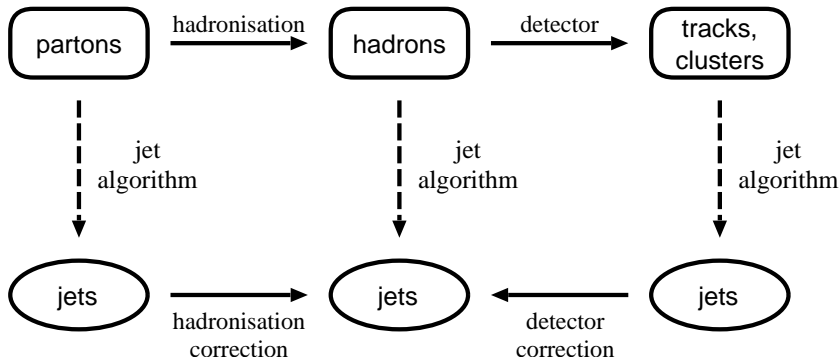 partons
hadronisation
hadrons
detector
tracks,
clusters
jet
algorithm
jet
algorithm
jet
algorithm
jets
hadronisation
correction
jets
detector
correction
jets